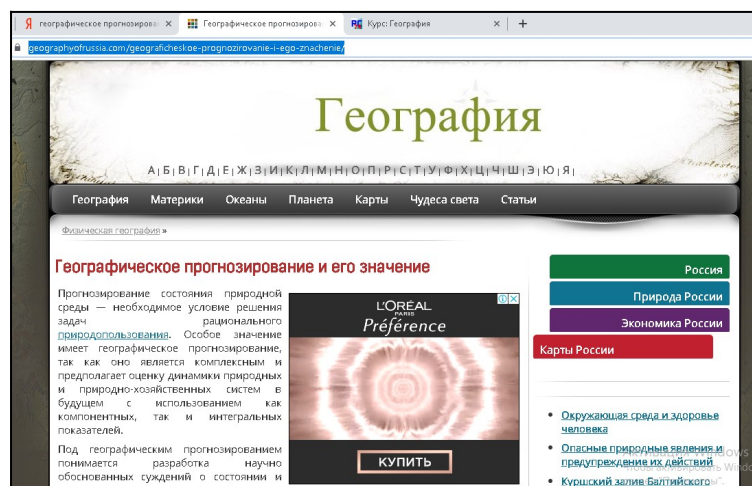 географическое прогнозирова
Географическое прогнозирова
Курс: География
geographyofrussia.com/geograficheskoe-prognozirovanie-i-ego-znachenie/
География
А|Б|В|Г|Д|Е|Ж|З|И|К|Л|М|Н|О|П|Р|С|Т|У|Ф|Х|Ц|Ч|Ш|Э|Ю|Я|
География Материки Океаны Планета Карты Чудеса света Статьи
Физическая география »
Географическое прогнозирование и его значение
Прогнозирование состояния природной
среды — необходимое условие решения
задач рационального
природопользования. Особое значение
имеет географическое прогнозирование,
так как оно является комплексным и
предполагает оценку динамики природных
и природно-хозяйственных систем в
будущем с использованием как
компонентных, так и интегральных
показателей.
Под географическим прогнозированием
понимается разработка научно
обоснованных суждений о состоянии и
L'ORÉAL
PARIS
Préférence
КУПИТЬ
Россия
Природа России
Экономика России
Карты России
Окружающая среда и здоровье
человека
Опасные природные явления и
предупреждение их действий
Куршский залив Балтийского